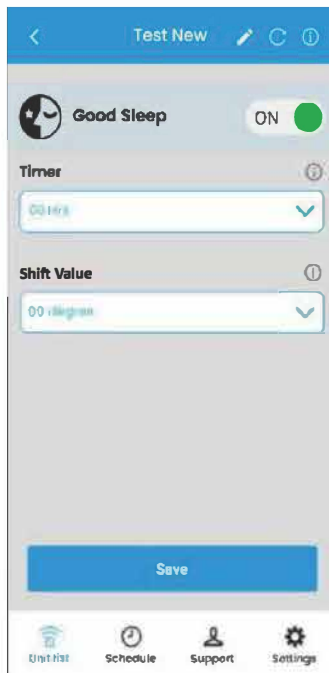 Test New
Good Sleep
ON
Timer
00 Hrs
Shift Value
00 degree
Save
Unit list
Schedule
Support
Settings